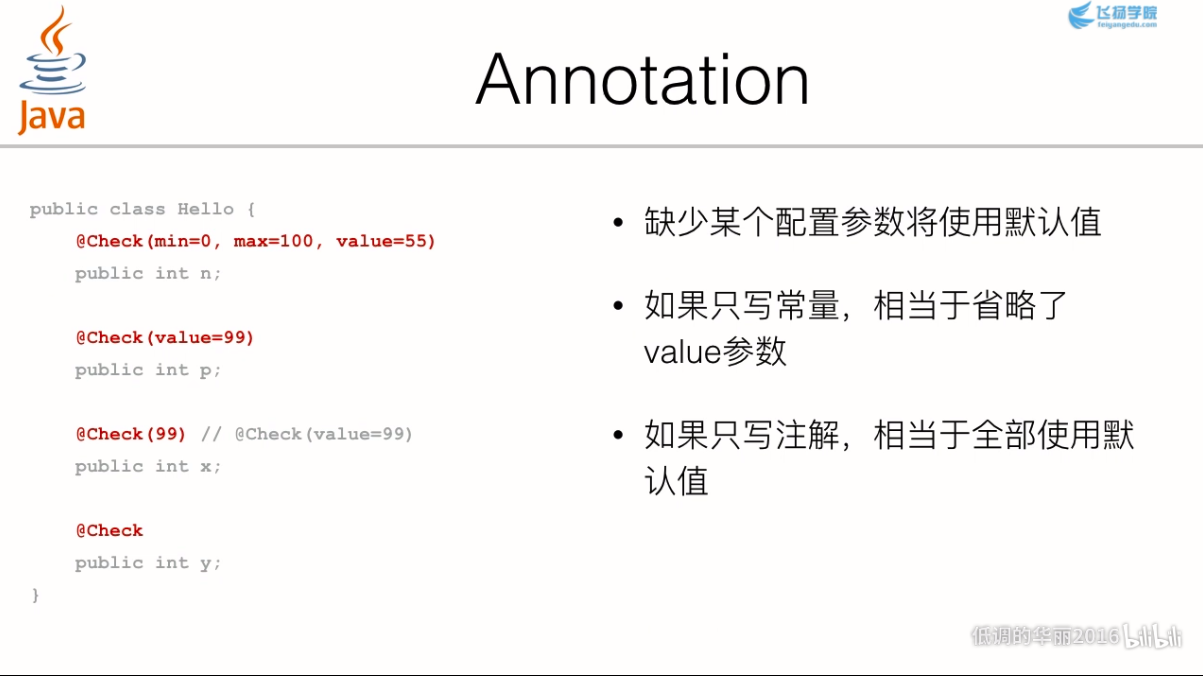 Java
飞扬学院
feiyangedu.com
Annotation
public class Hello {
@Check(min=0, max=100, value=55)
public int n;
@Check(value=99)
public int p;
@Check(99) // @Check(value=99)
public int x;
@Check
public int y;
}
• 缺少某个配置参数将使用默认值
• 如果只写常量，相当于省略了
value参数
• 如果只写注解，相当于全部使用默
认值
低调的华丽2016 bilibili